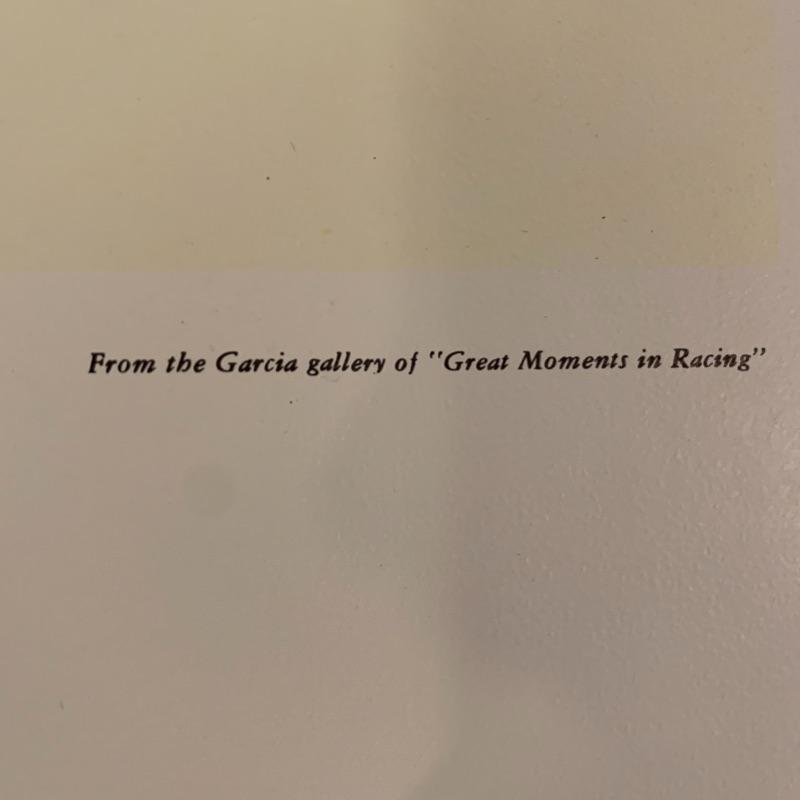 From the Garcia gallery of "Great Moments in Racing"